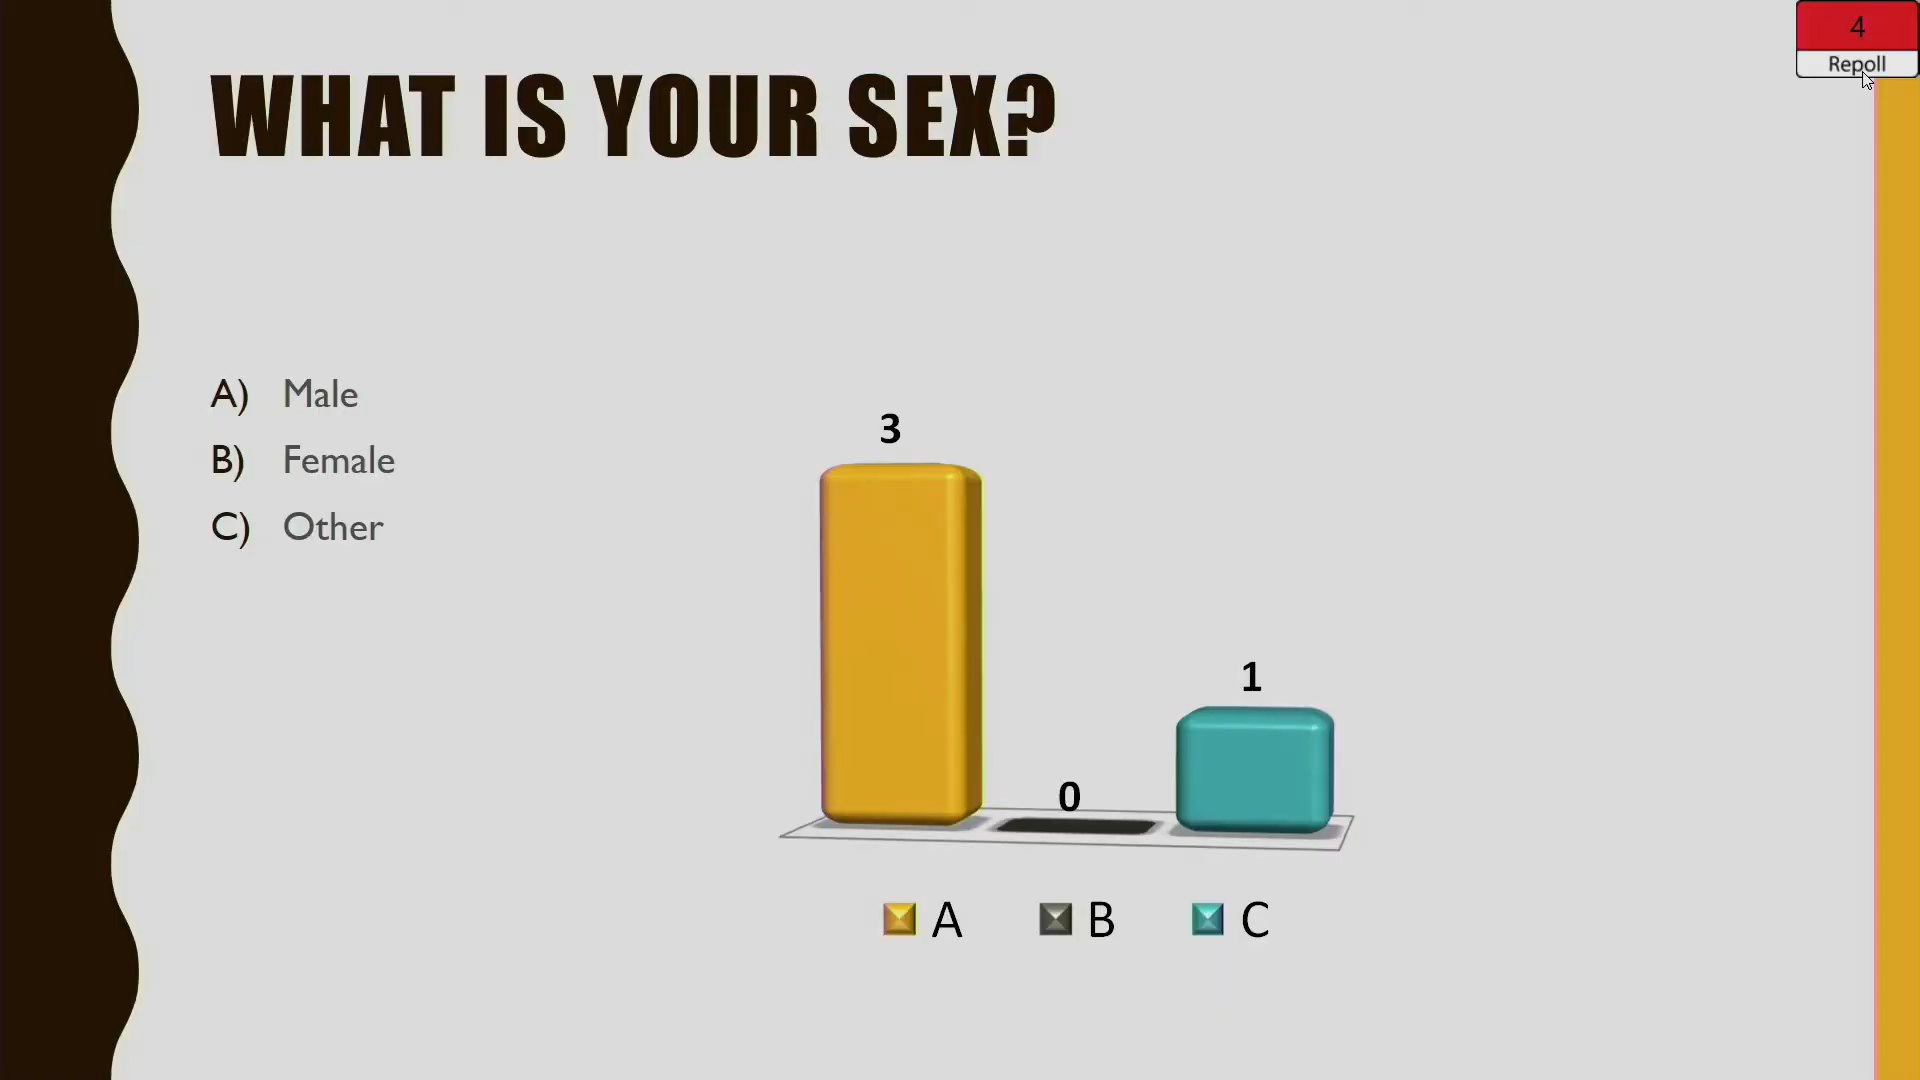 WHAT IS YOUR SEX?
4
Repoll
A) Male
B) Female
C) Other
3
0
1
A B C